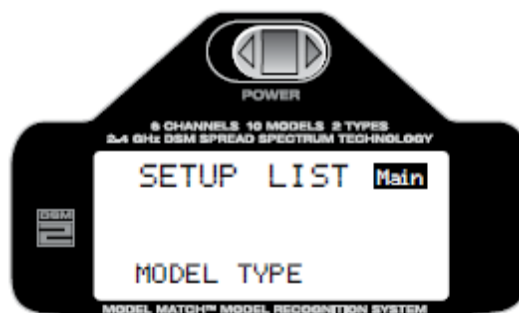 POWER
6 CHANNELS 10 MODELS 2 TYPES
2.4 GHz DSM SPREAD SPECTRUM TECHNOLOGY
SETUP LIST Main
DSM
2
MODEL TYPE
MODEL MATCH™ MODEL RECOGNITION SYSTEM